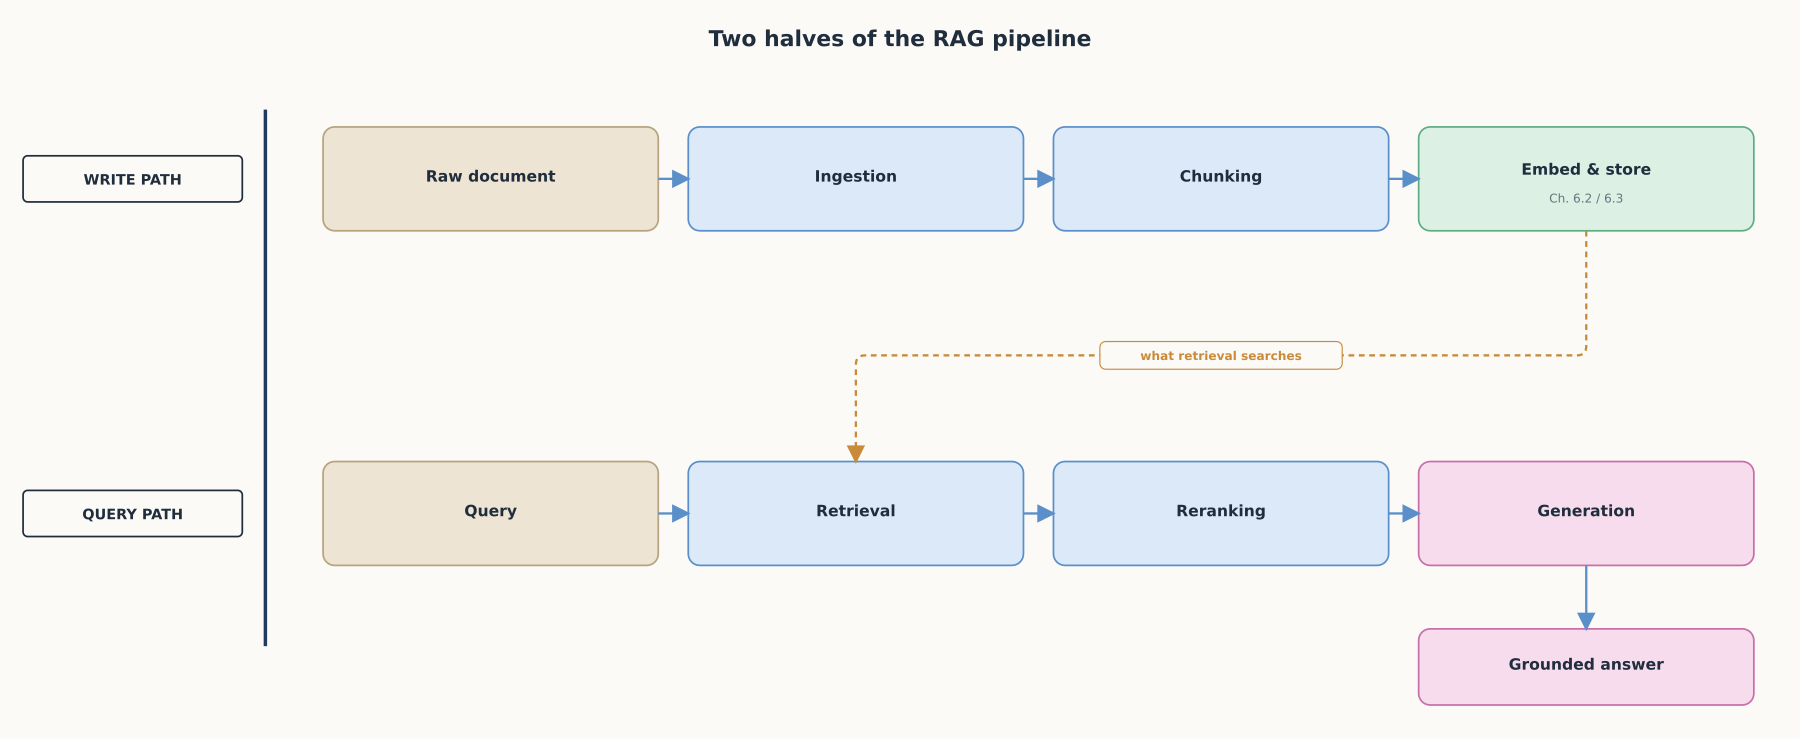 Two halves of the RAG pipeline
WRITE PATH
Raw document
Ingestion
Chunking
Embed & store
Ch. 6.2 / 6.3
what retrieval searches
QUERY PATH
Query
Retrieval
Reranking
Generation
Grounded answer